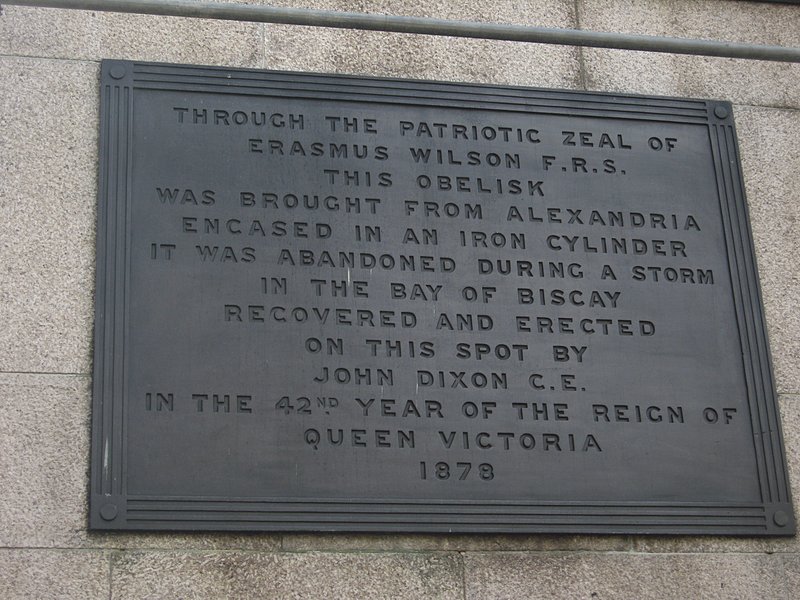 THROUGH THE PATRIOTIC ZEAL OF
ERASMUS WILSON F.R.S.
THIS OBELISK
WAS BROUGHT FROM ALEXANDRIA
ENCASED IN AN IRON CYLINDER
IT WAS ABANDONED DURING A STORM
IN THE BAY OF BISCAY
RECOVERED AND ERECTED
ON THIS SPOT BY
JOHN DIXON C.E.
IN THE 42ND YEAR OF THE REIGN OF
QUEEN VICTORIA
1878